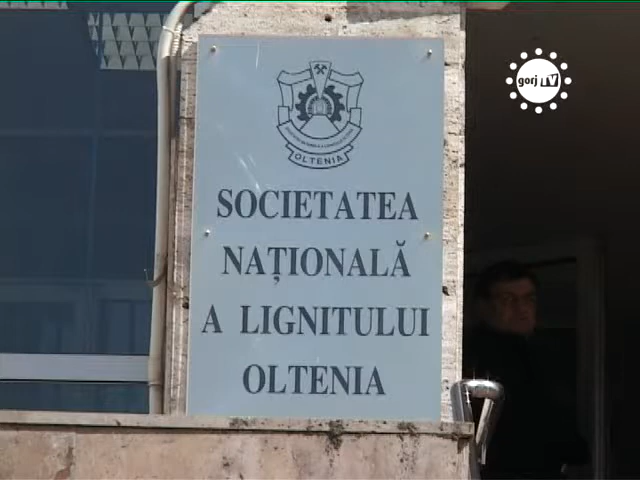 gorj TV
OLTENIA
SOCIETATEA
NAȚIONALĂ
A LIGNITULUI
OLTENIA